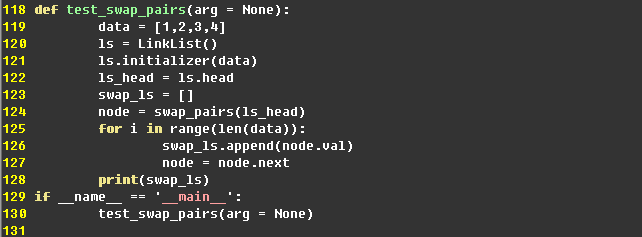 118 def test_swap_pairs(arg = None):
119         data = [1,2,3,4]
120         ls = LinkList()
121         ls.initializer(data)
122         ls_head = ls.head
123         swap_ls = []
124         node = swap_pairs(ls_head)
125         for i in range(len(data)):
126                 swap_ls.append(node.val)
127                 node = node.next
128         print(swap_ls)
129 if __name__ == '__main__':
130         test_swap_pairs(arg = None)
131